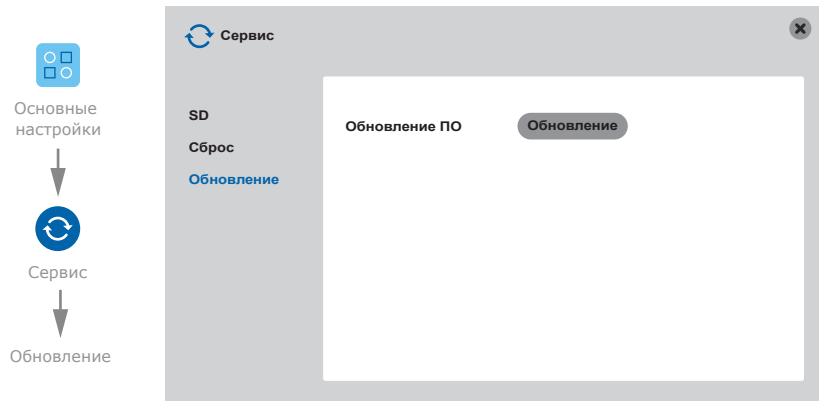 Основные
настройки
Сервис
Обновление
Сервис
SD
Сброс
Обновление
Обновление ПО
Обновление